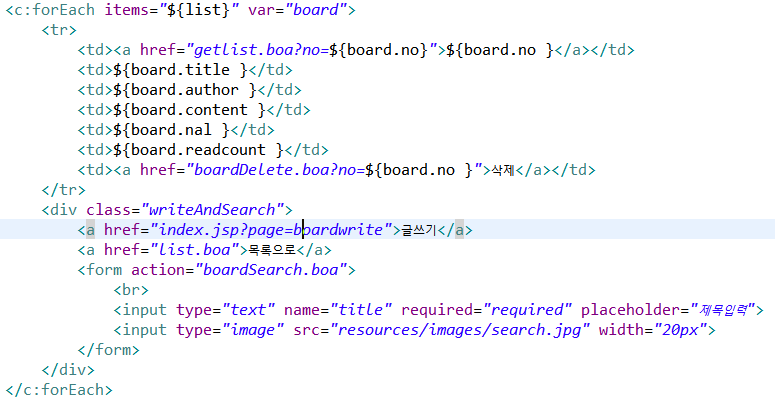 <c:forEach items="${list}" var="board">
<tr>
<td><a href="getlist.boa?no=${board.no}">${board.no }</a></td>
<td>${board.title }</td>
<td>${board.author }</td>
<td>${board.content }</td>
<td>${board.nal }</td>
<td>${board.readcount }</td>
<td><a href="boardDelete.boa?no=${board.no }">삭제</a></td>
</tr>
<div class="writeAndSearch">
<a href="index.jsp?page=boardwrite">글쓰기</a>
<a href="list.boa">목록으로</a>
<form action="boardSearch.boa">
<br>
<input type="text" name="title" required="required" placeholder="제목입력">
<input type="image" src="resources/images/search.jpg" width="20px">
</form>
</div>
</c:forEach>